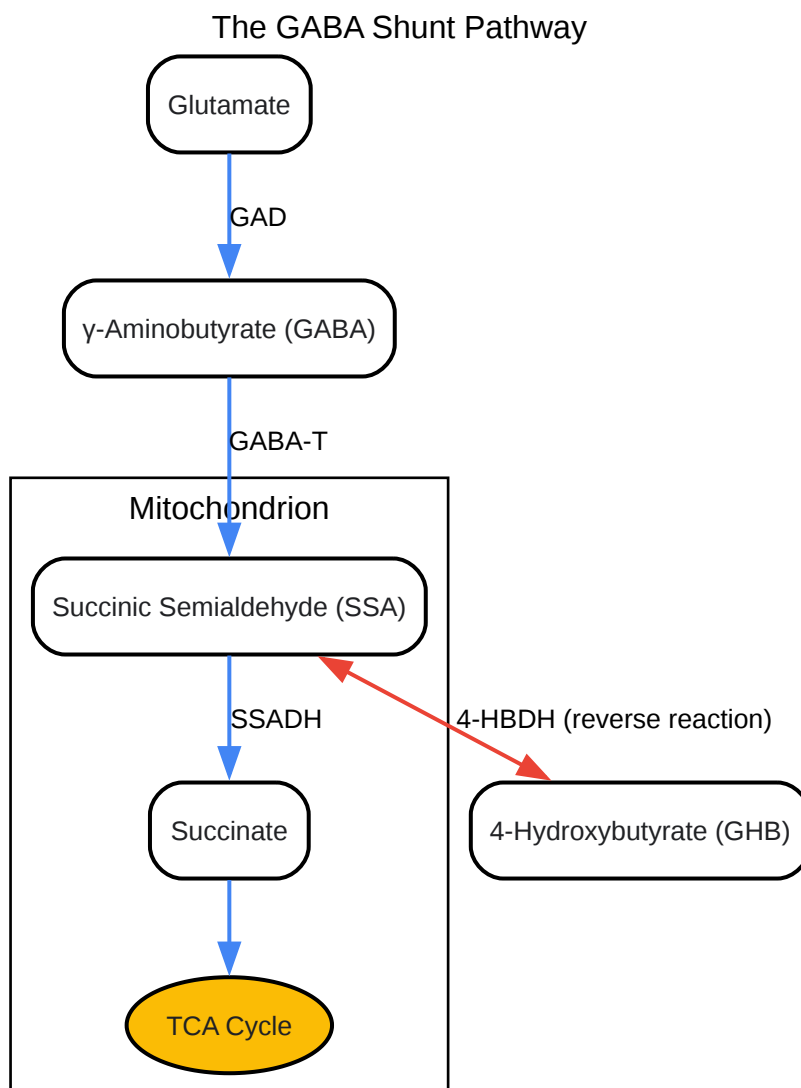 The GABA Shunt Pathway
Glutamate
GAD
γ-Aminobutyrate (GABA)
GABA-T
Mitochondrion
Succinic Semialdehyde (SSA)
SSADH
4-HBDH (reverse reaction)
Succinate
4-Hydroxybutyrate (GHB)
TCA Cycle